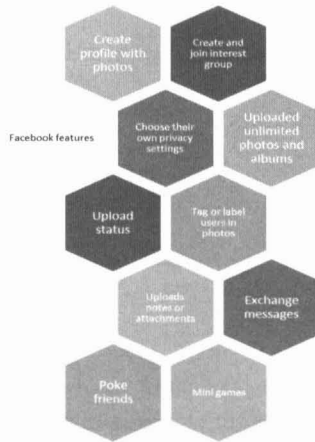 Create
profile with
photos
Create and
join interest
group
Facebook features
Choose their
own privacy
settings
Uploaded
unlimited
photos and
albums
Upload
status
Tag or label
users in
photos
Uploads
notes or
attachments
Exchange
messages
Poke
friends
Mini games